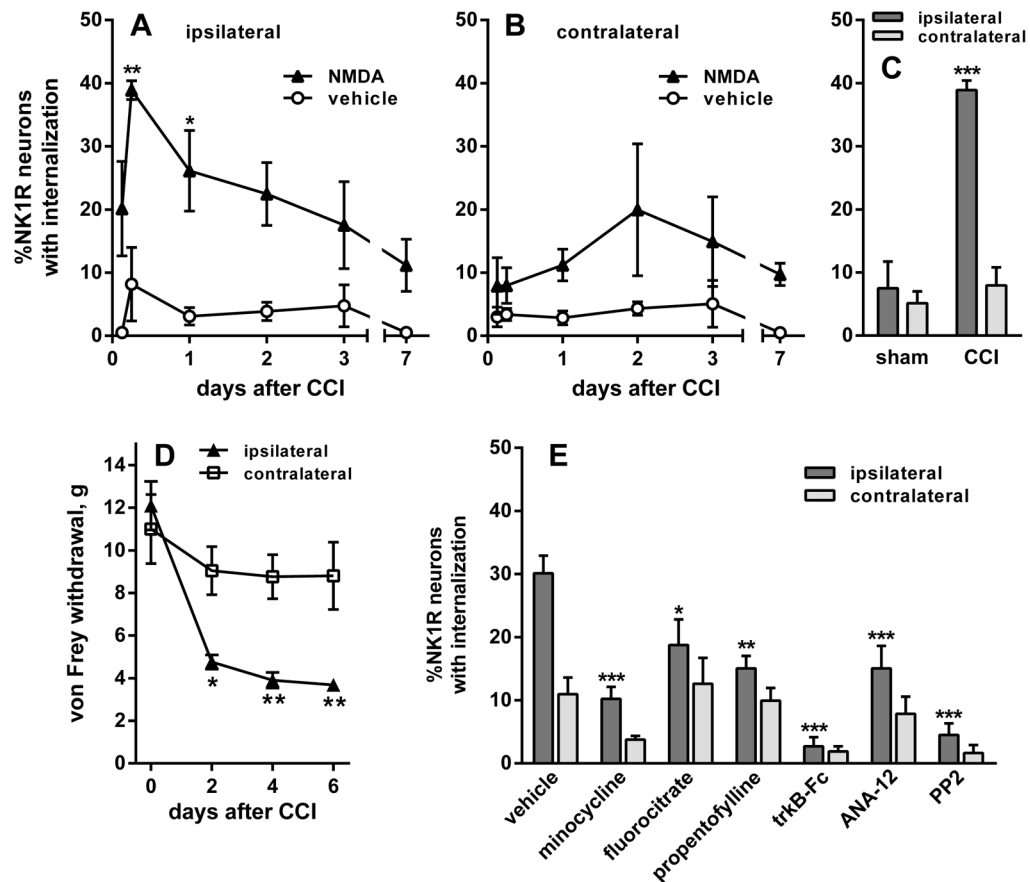 A
ipsilateral
NMDA
vehicle
**
*
%NK1R neurons
with internalization
50
40
30
20
10
0
0
1
2
3
7
days after CCI
B
contralateral
NMDA
vehicle
50
40
30
20
10
0
0
1
2
3
7
days after CCI
ipsilateral
contralateral
C
***
50
40
30
20
10
0
sham
CCI
D
ipsilateral
contralateral
von Frey withdrawal, g
14
12
10
8
6
4
2
0
*
**
**
0
2
4
6
days after CCI
E
ipsilateral
contralateral
%NK1R neurons
with internalization
50
40
30
20
10
0
***
*
**
***
***
***
vehicle
minocycline
fluorocitrate
propentofylline
trkB-Fc
ANA-12
PP2